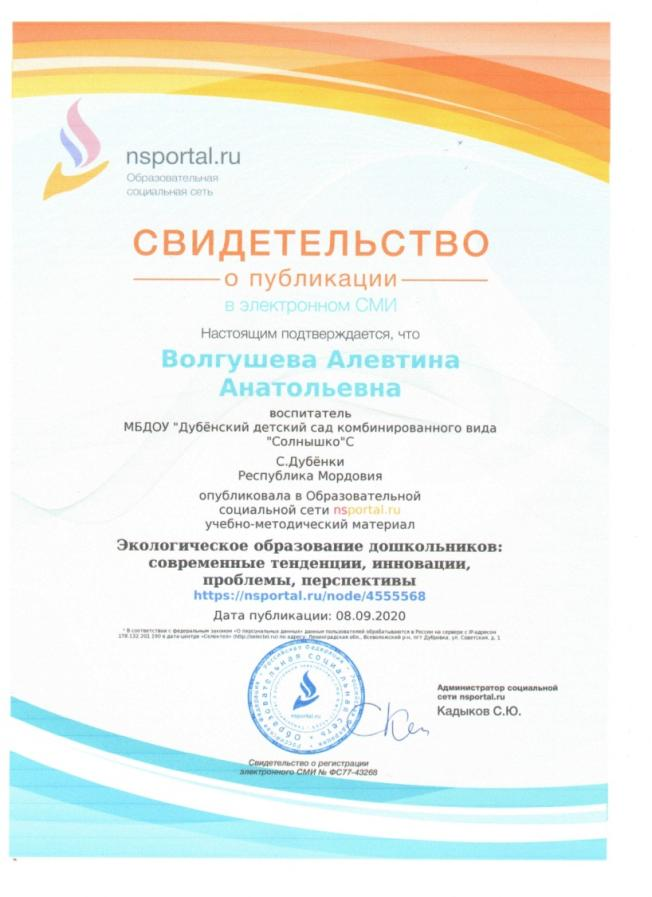 nsportal.ru
Образовательная
социальная сеть
СВИДЕТЕЛЬСТВО
о публикации
в электронном СМИ
Настоящим подтверждается, что
Волгушева Алевтина
Анатольевна
воспитатель
МБДОУ "Дубёнский детский сад комбинированного вида
"Солнышко"С
С.Дубёнки
Республика Мордовия
опубликовала в Образовательной
социальной сети nsportal.ru
учебно-методический материал
Экологическое образование дошкольников:
современные тенденции, инновации,
проблемы, перспективы
https://nsportal.ru/node/4555568
Дата публикации: 08.09.2020
* В соответствии с федеральным законом «О персональных данных» данные пользователей обрабатываются в России на сервере с IP-адресом
178.132.201.190 в дата-центре «Селектел» (http://selectel.ru) по адресу: Ленинградская обл., Всеволожский р-н, пгт Дубровка, ул. Советская, д. 1
Образовательная социальная сеть
nsportal.ru
Администратор социальной
сети nsportal.ru
Кадыков С.Ю.
Свидетельство о регистрации
электронного СМИ № ФС77-43268